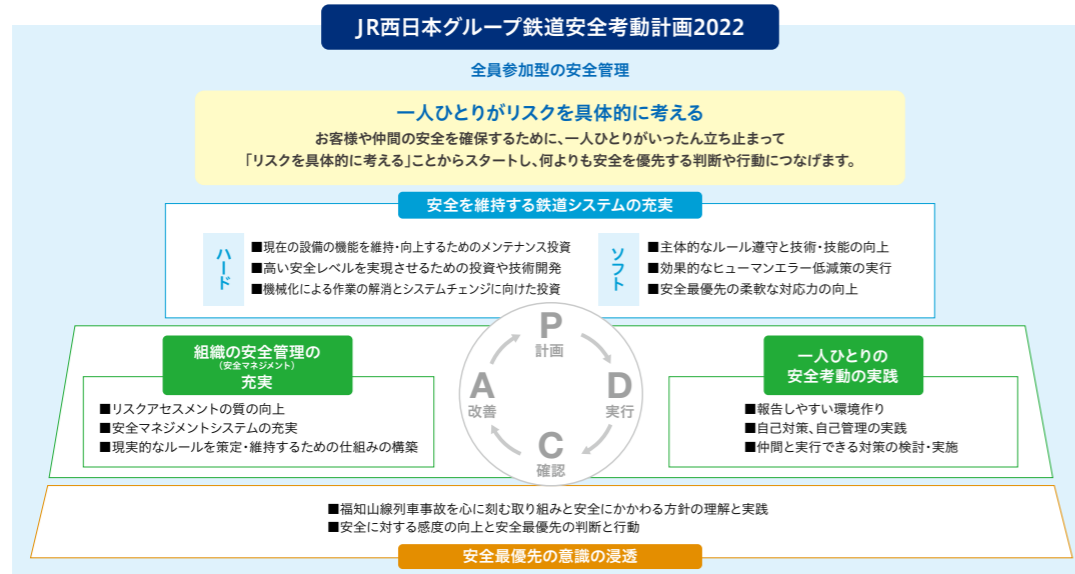 JR西日本グループ鉄道安全考動計画2022
全員参加型の安全管理
一人ひとりがリスクを具体的に考える
お客様や仲間の安全を確保するために、一人ひとりがいったん立ち止まって
「リスクを具体的に考える」ことからスタートし、何よりも安全を優先する判断や行動につなげます。
安全を維持する鉄道システムの充実
ハード
■現在の設備の機能を維持・向上するためのメンテナンス投資
■高い安全レベルを実現させるための投資や技術開発
■機械化による作業の解消とシステムチェンジに向けた投資
ソフト
■主体的なルール遵守と技術・技能の向上
■効果的なヒューマンエラー低減策の実行
■安全最優先の柔軟な対応力の向上
組織の安全管理の
(安全マネジメント)
充実
■リスクアセスメントの質の向上
■安全マネジメントシステムの充実
■現実的なルールを策定・維持するための仕組みの構築
P
計画
D
実行
C
確認
A
改善
一人ひとりの
安全考動の実践
■報告しやすい環境作り
■自己対策、自己管理の実践
■仲間と実行できる対策の検討・実施
■福知山線列車事故を心に刻む取り組みと安全にかかわる方針の理解と実践
■安全に対する感度の向上と安全最優先の判断と行動
安全最優先の意識の浸透